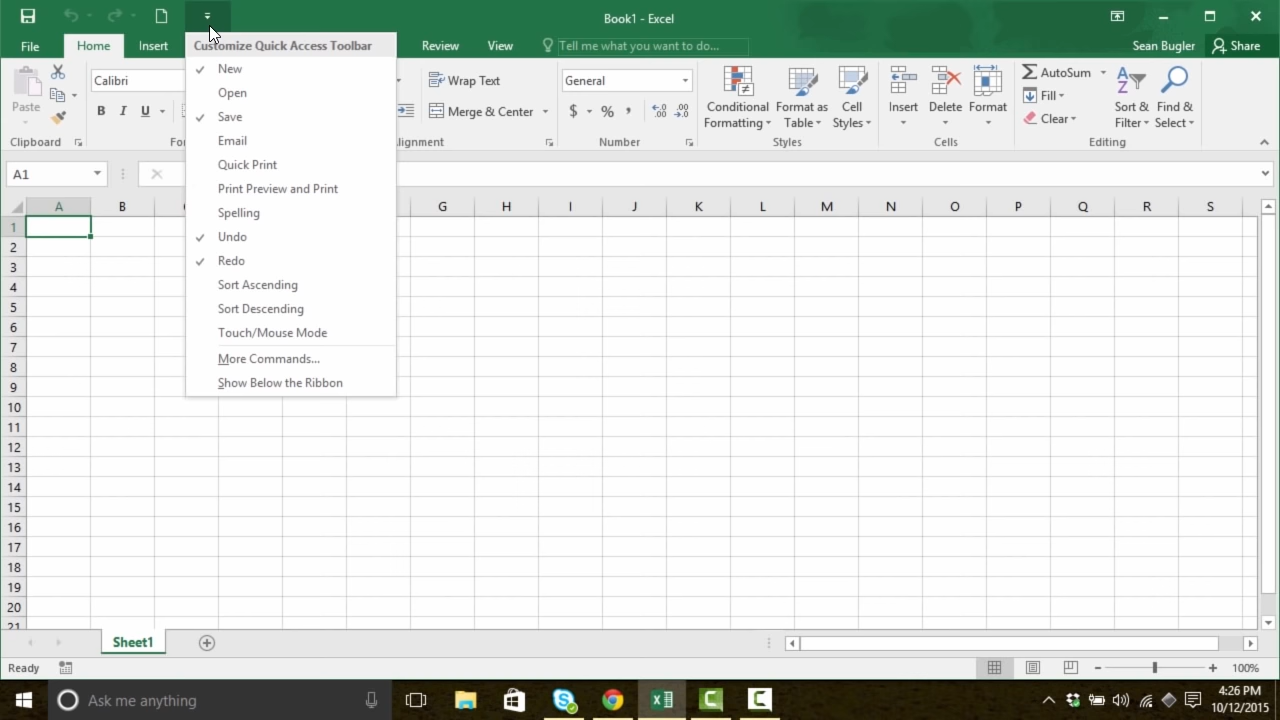 Book1 - Excel
File
Home
Insert
Review
View
Tell me what you want to do...
Sean Bugler
Share
Customize Quick Access Toolbar
New
Open
Save
Email
Quick Print
Print Preview and Print
Spelling
Undo
Redo
Sort Ascending
Sort Descending
Touch/Mouse Mode
More Commands...
Show Below the Ribbon
Paste
Clipboard
Calibri
B I U
Wrap Text
Merge & Center
General
$ % ,
Number
Conditional
Formatting
Format as
Table
Cell
Styles
Styles
Insert
Delete
Format
Cells
AutoSum
Fill
Clear
Sort &
Filter
Find &
Select
Editing
A1
A B G H I J K L M N O P Q R S
1
2
3
4
5
6
7
8
9
10
11
12
13
14
15
16
17
18
19
20
21
Sheet1
Ready
100%
Ask me anything
4:26 PM
10/12/2015